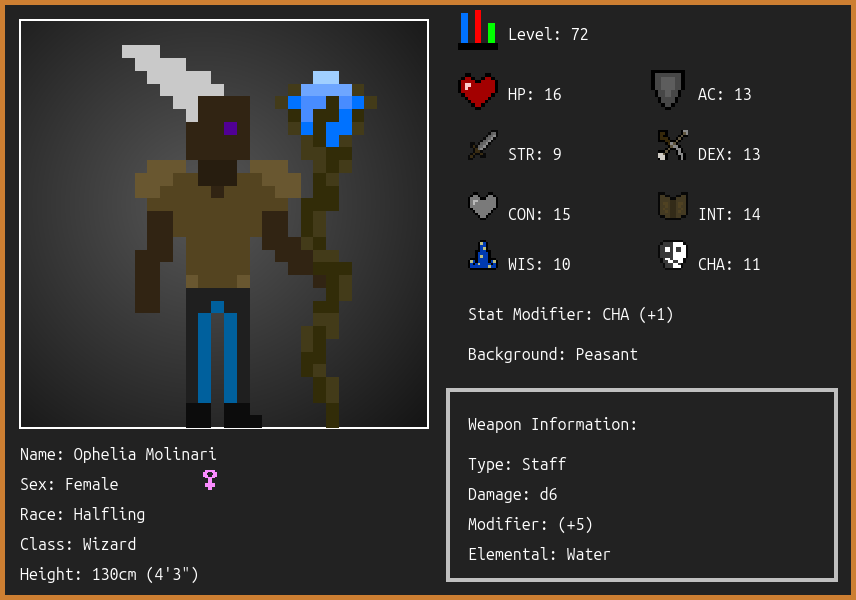 Level: 72
HP: 16
AC: 13
STR: 9
DEX: 13
CON: 15
INT: 14
WIS: 10
CHA: 11
Stat Modifier: CHA (+1)
Background: Peasant
Weapon Information:
Type: Staff
Damage: d6
Modifier: (+5)
Elemental: Water
Name: Ophelia Molinari
Sex: Female
Race: Halfling
Class: Wizard
Height: 130cm (4'3")